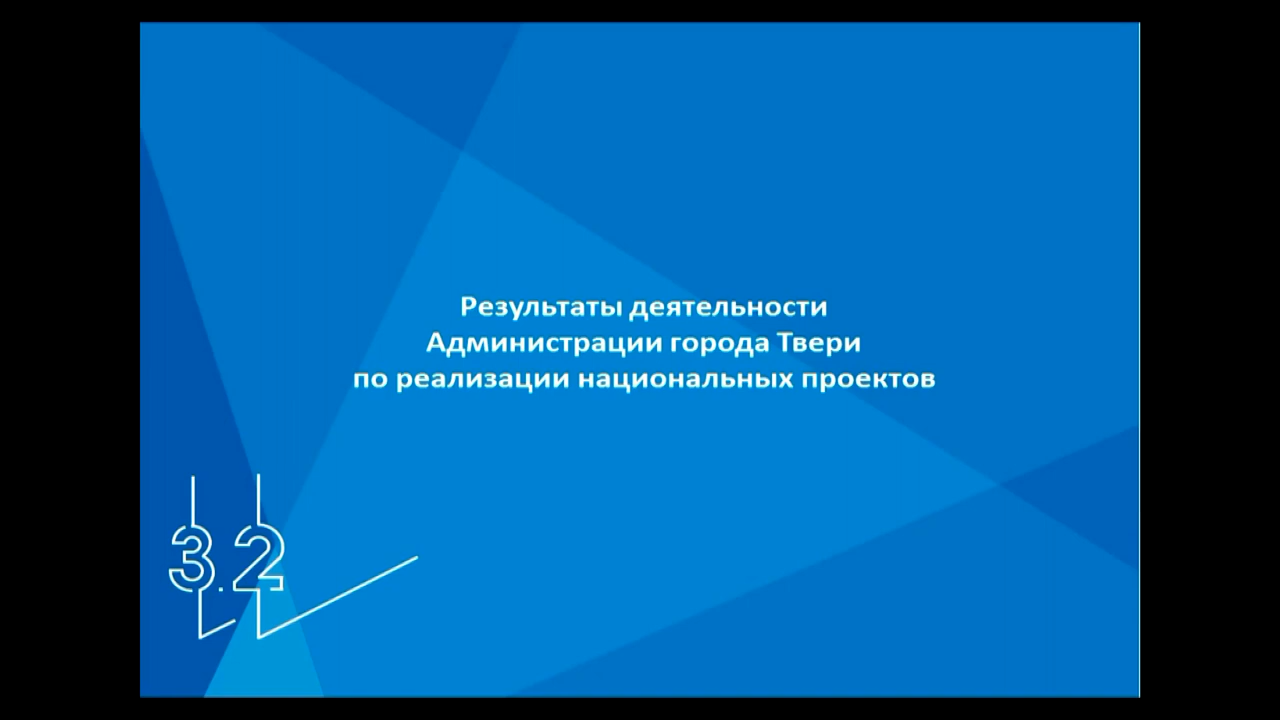 Результаты деятельности
Администрации города Твери
по реализации национальных проектов
3.2